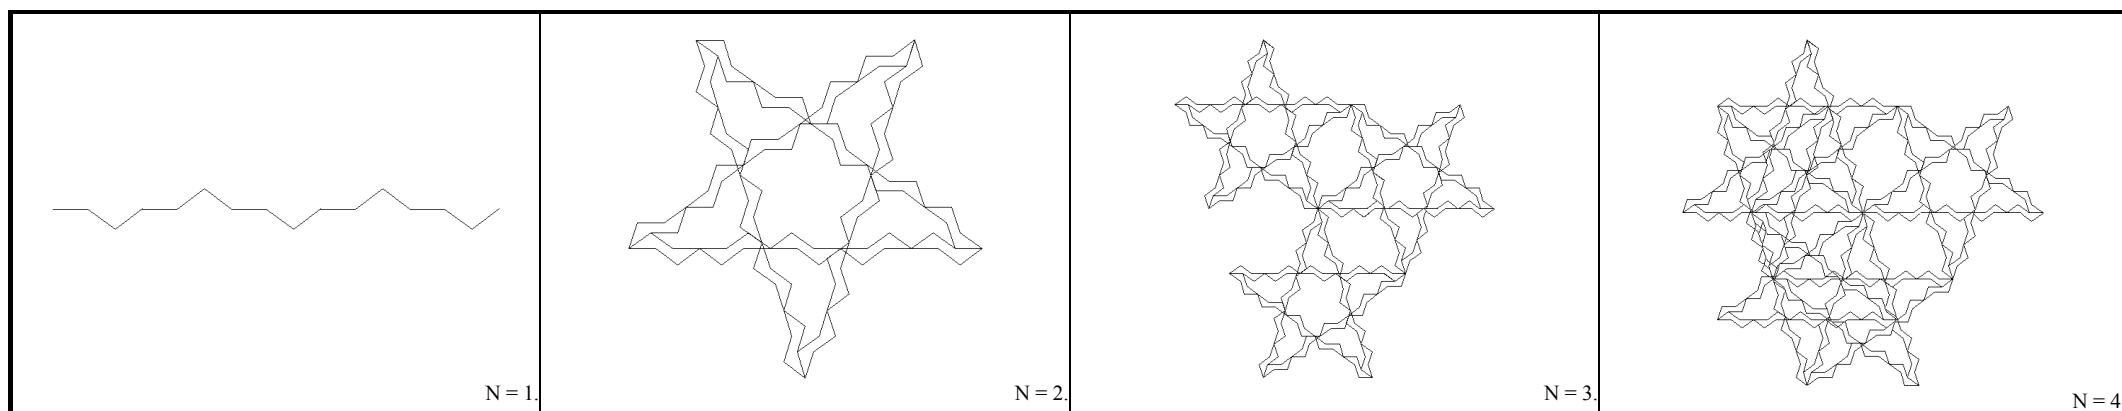 N = 1.
N = 2.
N = 3.
N = 4